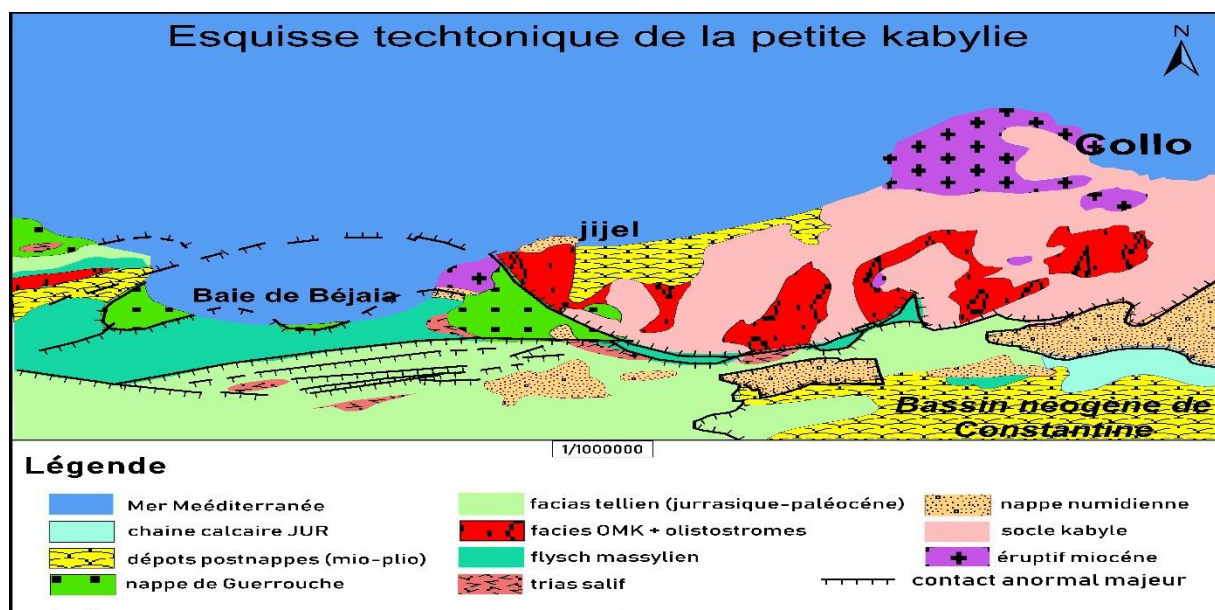 Esquisse techtonique de la petite kabylie
N
Collo
jijel
Baie de Béjaia
Bassin néogène de
Constantine
1/1000000
Légende
Mer Meéditerranée
chaine calcaire JUR
dépots postnappes (mio-plio)
nappe de Guerrouche
facias tellien (jurrasique-paléocéne)
facies OMK + olistostromes
flysch massylien
trias salif
nappe numidienne
socle kabyle
éruptif miocéne
contact anormal majeur